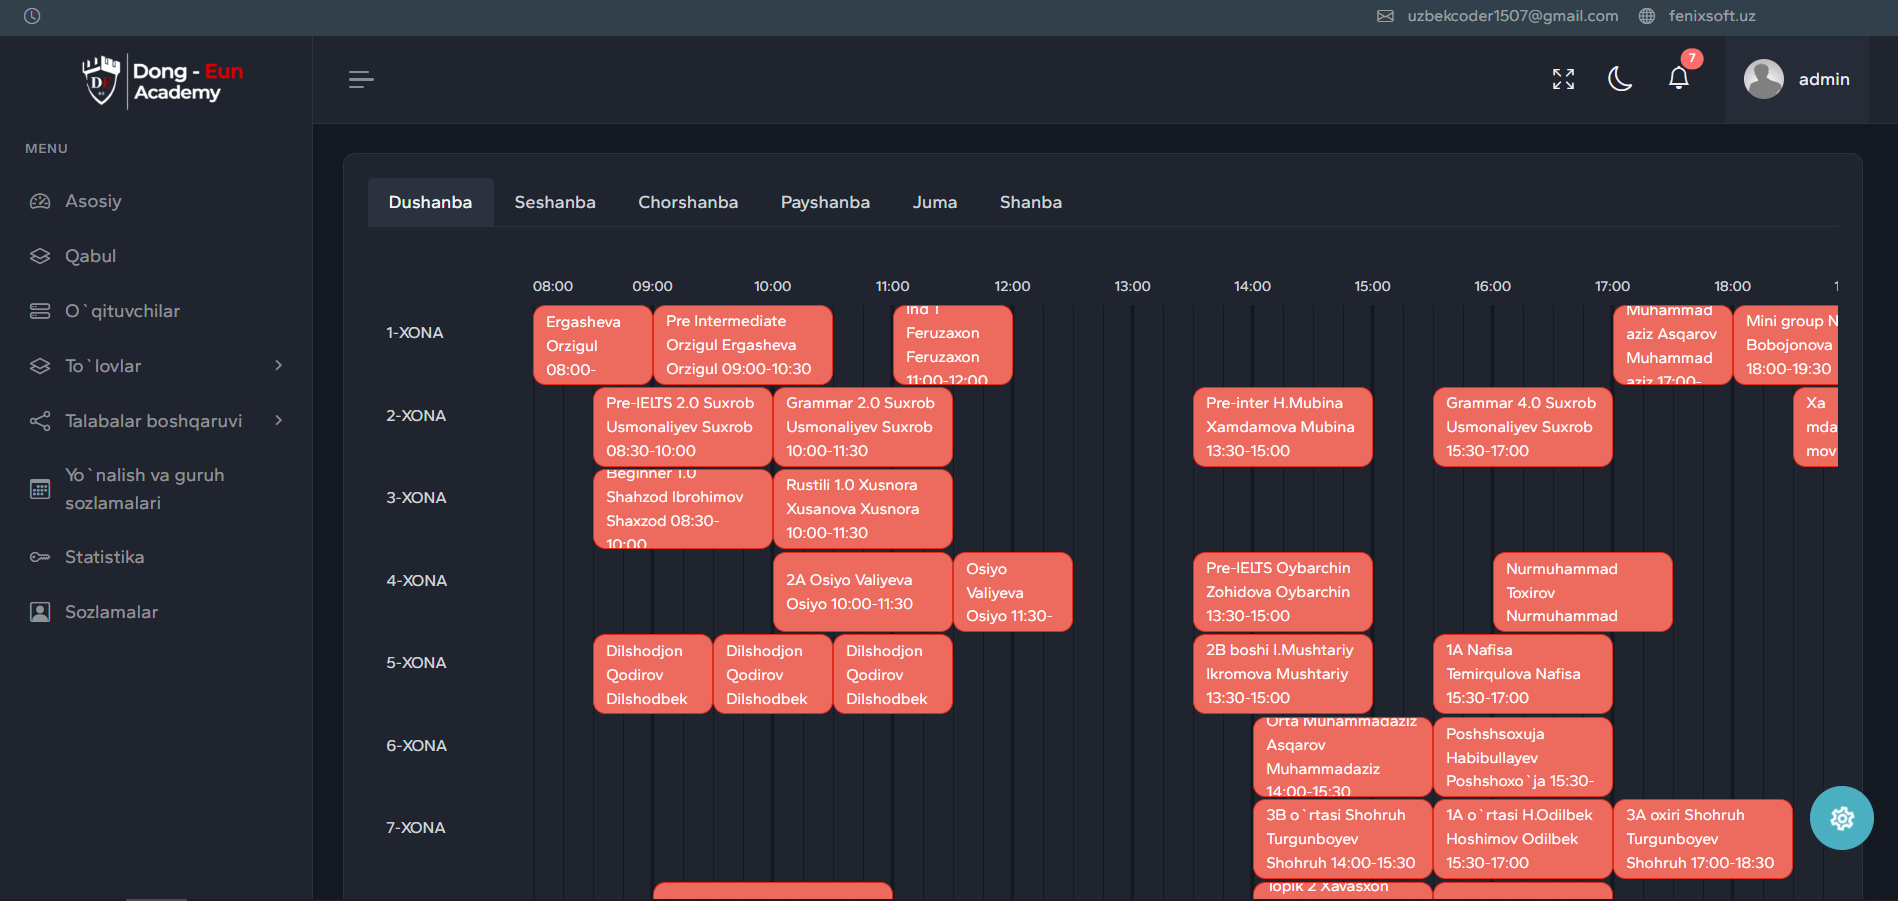 uzbekcoder1507@gmail.com
fenixsoft.uz
Dong - Eun
Academy
7
admin
MENU
Asosiy
Qabul
O`qituvchilar
To`lovlar
Talabalar boshqaruvi
Yo`nalish va guruh
sozlamalari
Statistika
Sozlamalar
Dushanba Seshanba Chorshanba Payshanba Juma Shanba
08:00 09:00 10:00 11:00 12:00 13:00 14:00 15:00 16:00 17:00 18:00 1
1-XONA
Ergasheva
Orzigul
08:00-
Pre Intermediate
Orzigul Ergasheva
Orzigul 09:00-10:30
Ind 1
Feruzaxon
Feruzaxon
11:00-12:00
Muhammad
aziz Asqarov
Muhammad
aziz 17:00-
Mini group N
Bobojonova
18:00-19:30
2-XONA
Pre-IELTS 2.0 Suxrob
Usmonaliyev Suxrob
08:30-10:00
Grammar 2.0 Suxrob
Usmonaliyev Suxrob
10:00-11:30
Pre-inter H.Mubina
Xamdamova Mubina
13:30-15:00
Grammar 4.0 Suxrob
Usmonaliyev Suxrob
15:30-17:00
Xa
mda
mov
3-XONA
Beginner 1.0
Shahzod Ibrohimov
Shaxzod 08:30-
10:00
Rustili 1.0 Xusnora
Xusanova Xusnora
10:00-11:30
4-XONA
2A Osiyo Valiyeva
Osiyo 10:00-11:30
Osiyo
Valiyeva
Osiyo 11:30-
Pre-IELTS Oybarchin
Zohidova Oybarchin
13:30-15:00
Nurmuhammad
Toxirov
Nurmuhammad
5-XONA
Dilshodjon
Qodirov
Dilshodbek
Dilshodjon
Qodirov
Dilshodbek
Dilshodjon
Qodirov
Dilshodbek
2B boshi I.Mushtariy
Ikromova Mushtariy
13:30-15:00
1A Nafisa
Temirqulova Nafisa
15:30-17:00
6-XONA
Orta Muhammadaziz
Asqarov
Muhammadaziz
14:00-15:30
Poshshsoxuja
Habibullayev
Poshshoxo`ja 15:30-
7-XONA
3B o`rtasi Shohruh
Turgunboyev
Shohruh 14:00-15:30
1A o`rtasi H.Odilbek
Hoshimov Odilbek
15:30-17:00
3A oxiri Shohruh
Turgunboyev
Shohruh 17:00-18:30
Topik 2 Xavasxon